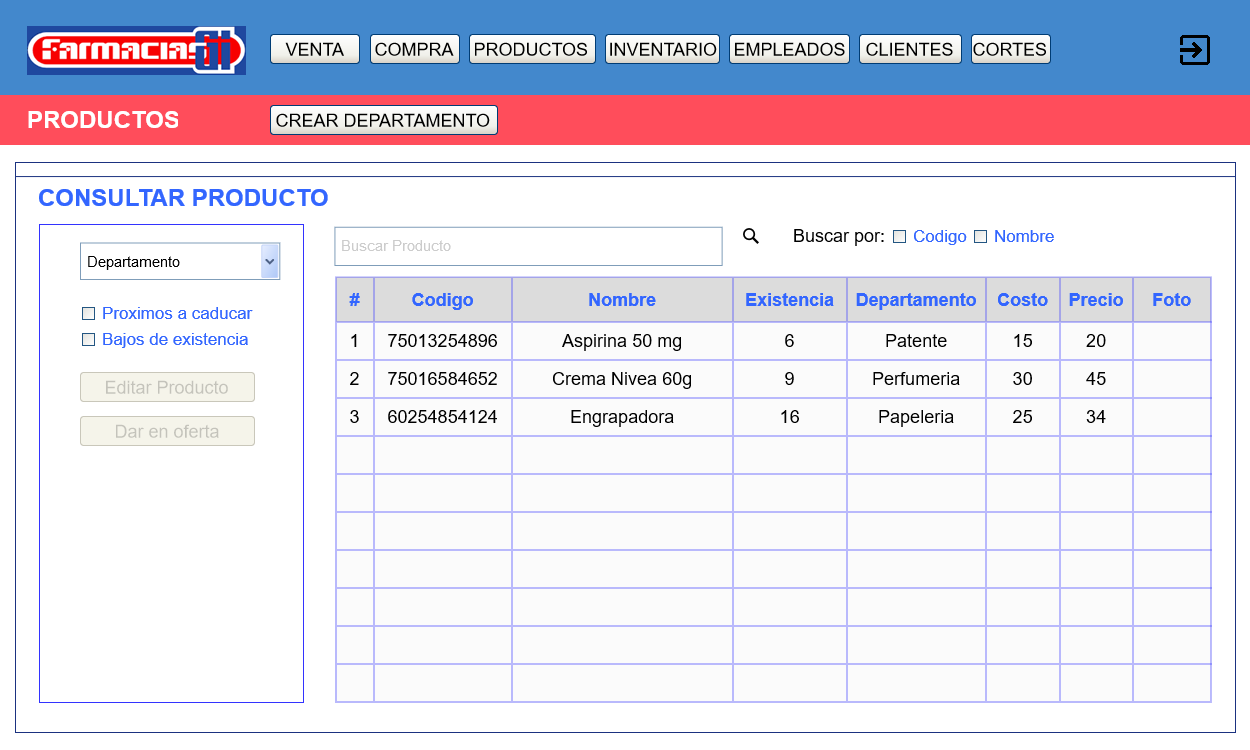 Farmacias GI VENTA COMPRA PRODUCTOS INVENTARIO EMPLEADOS CLIENTES CORTES
PRODUCTOS CREAR DEPARTAMENTO
CONSULTAR PRODUCTO
Departamento
Proximos a caducar
Bajos de existencia
Editar Producto
Dar en oferta
Buscar Producto Buscar por: Codigo Nombre
# Codigo Nombre Existencia Departamento Costo Precio Foto
1 75013254896 Aspirina 50 mg 6 Patente 15 20
2 75016584652 Crema Nivea 60g 9 Perfumeria 30 45
3 60254854124 Engrapadora 16 Papeleria 25 34